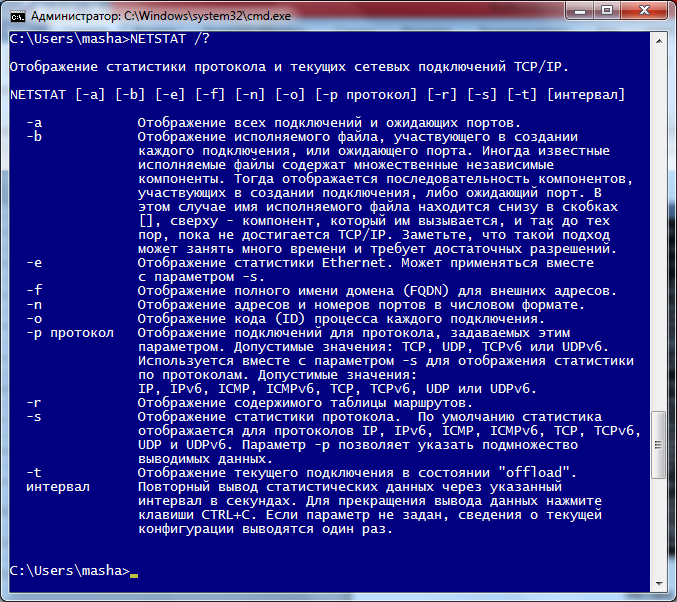 Администратор: C:\Windows\system32\cmd.exe
C:\Users\masha>NETSTAT /?
Отображение статистики протокола и текущих сетевых подключений TCP/IP.
NETSTAT [-a] [-b] [-e] [-f] [-n] [-o] [-p протокол] [-r] [-s] [-t] [интервал]
-a Отображение всех подключений и ожидающих портов.
-b Отображение исполняемого файла, участвующего в создании
каждого подключения, или ожидающего порта. Иногда известные
исполняемые файлы содержат множественные независимые
компоненты. Тогда отображается последовательность компонентов,
участвующих в создании подключения, либо ожидающий порт. В
этом случае имя исполняемого файла находится снизу в скобках
[], сверху - компонент, который им вызывается, и так до тех
пор, пока не достигается TCP/IP. Заметьте, что такой подход
может занять много времени и требует достаточных разрешений.
-e Отображение статистики Ethernet. Может применяться вместе
с параметром -s.
-f Отображение полного имени домена (FQDN) для внешних адресов.
-n Отображение адресов и номеров портов в числовом формате.
-o Отображение кода (ID) процесса каждого подключения.
-p протокол Отображение подключений для протокола, задаваемых этим
параметром. Допустимые значения: TCP, UDP, TCPv6 или UDPv6.
Используется вместе с параметром -s для отображения статистики
по протоколам. Допустимые значения:
IP, IPv6, ICMP, ICMPv6, TCP, TCPv6, UDP или UDPv6.
-r Отображение содержимого таблицы маршрутов.
-s Отображение статистики протокола. По умолчанию статистика
отображается для протоколов IP, IPv6, ICMP, ICMPv6, TCP, TCPv6,
UDP и UDPv6. Параметр -p позволяет указать подмножество
выводимых данных.
-t Отображение текущего подключения в состоянии "offload".
интервал Повторный вывод статистических данных через указанный
интервал в секундах. Для прекращения вывода данных нажмите
клавиши CTRL+C. Если параметр не задан, сведения о текущей
конфигурации выводятся один раз.
C:\Users\masha>